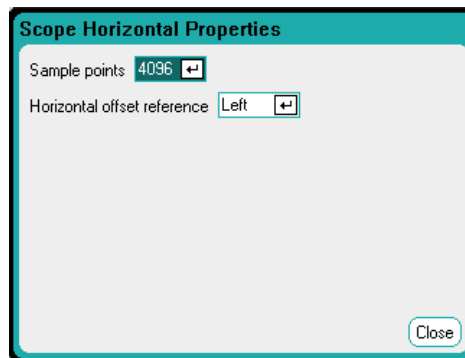 Scope Horizontal Properties
Sample points 4096
Horizontal offset reference Left
Close